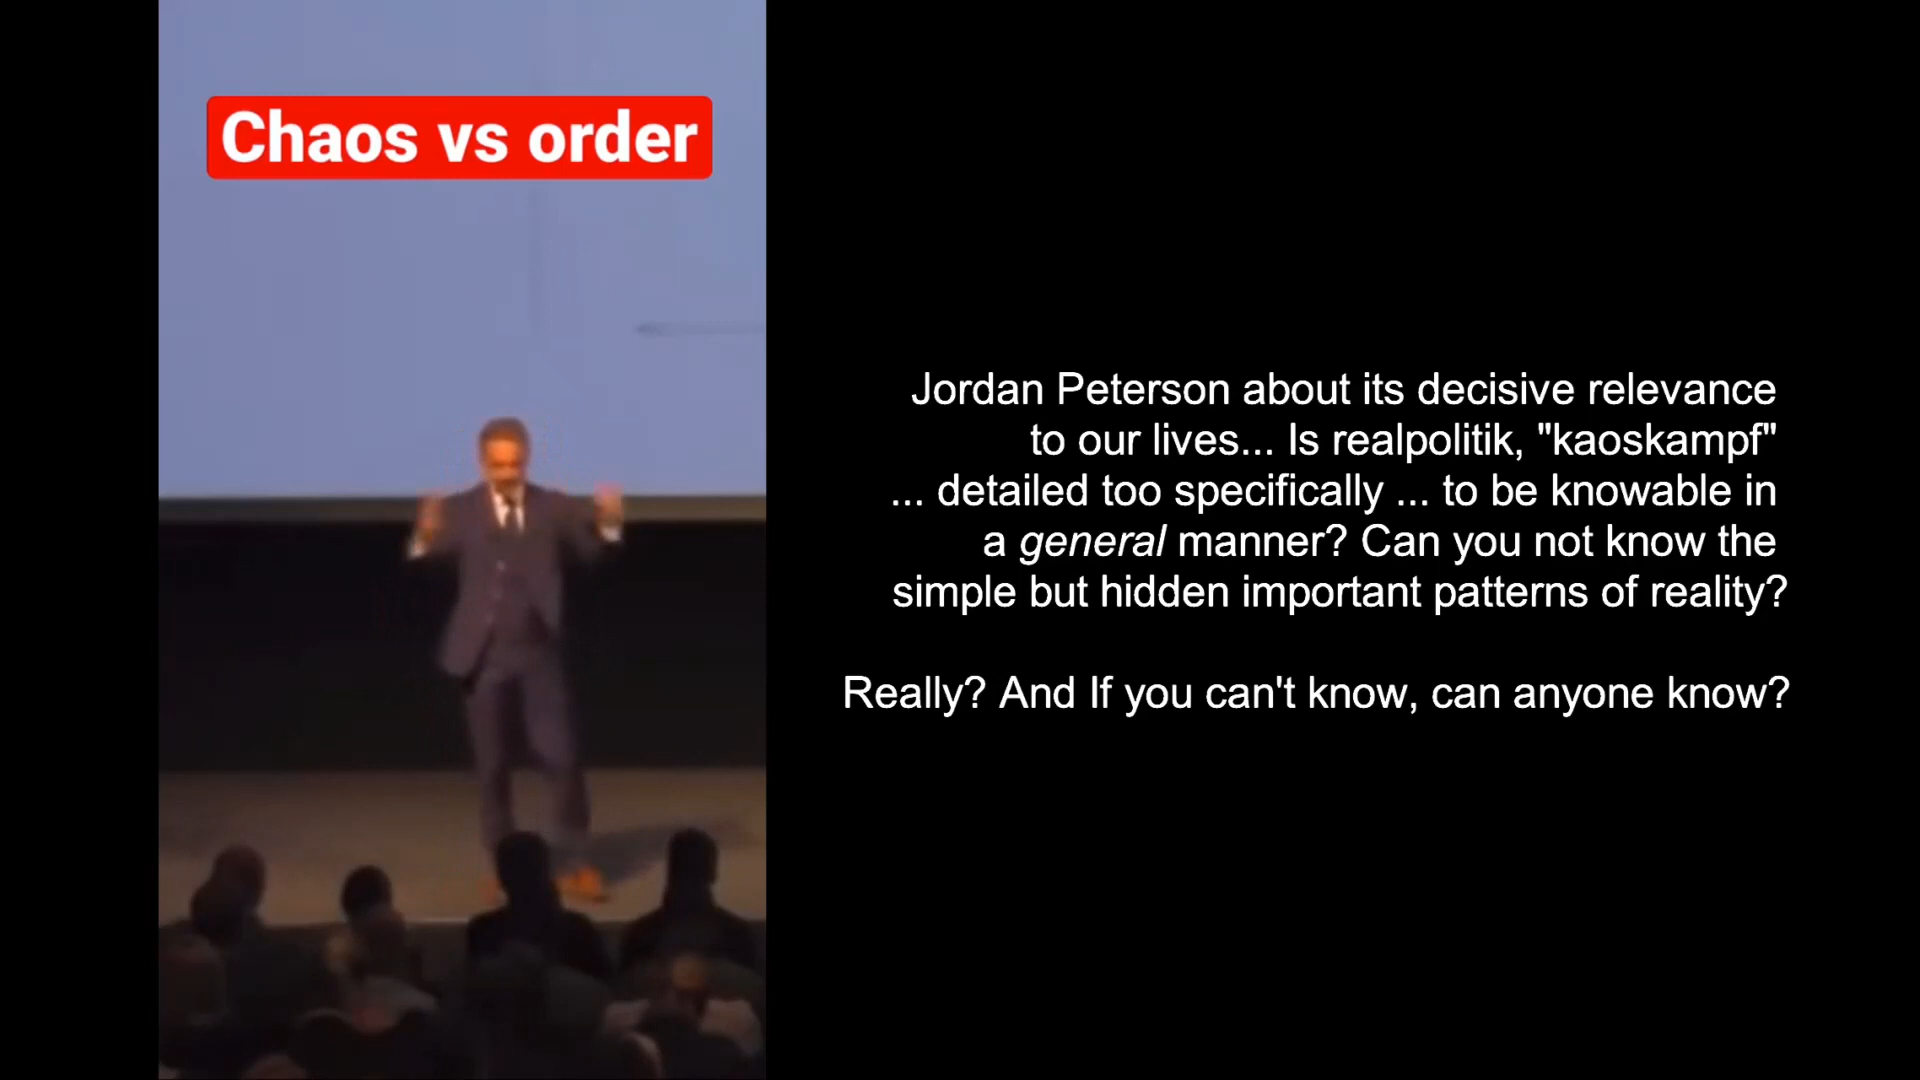 Chaos vs order
Jordan Peterson about its decisive relevance
to our lives... Is realpolitik, "kaoskampf"
... detailed too specifically ... to be knowable in
a general manner? Can you not know the
simple but hidden important patterns of reality?
Really? And If you can't know, can anyone know?